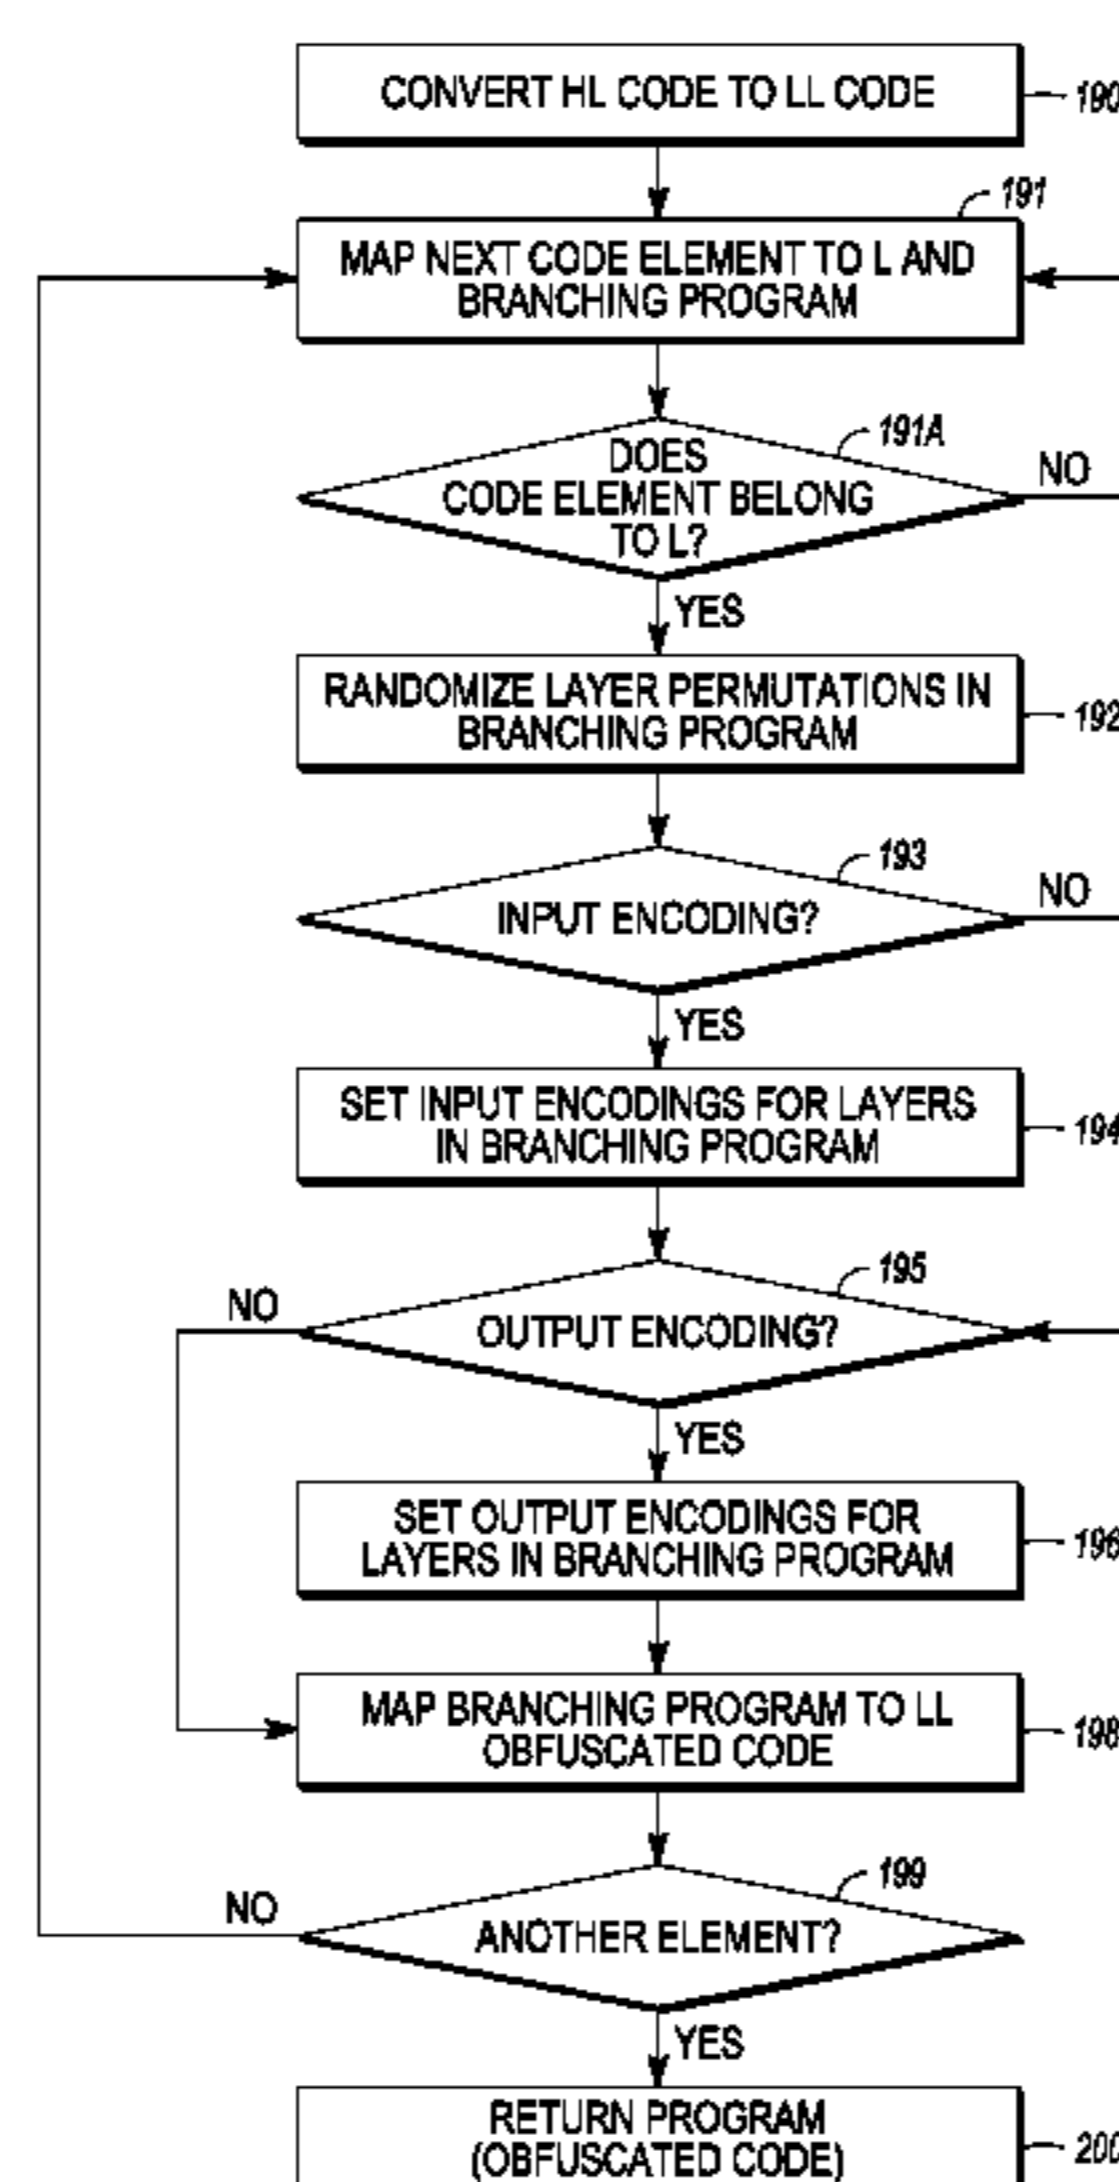 CONVERT HL CODE TO LL CODE
190
191
MAP NEXT CODE ELEMENT TO L AND
BRANCHING PROGRAM
191A
DOES
CODE ELEMENT BELONG
TO L?
NO
YES
RANDOMIZE LAYER PERMUTATIONS IN
BRANCHING PROGRAM
192
193
INPUT ENCODING?
NO
YES
SET INPUT ENCODINGS FOR LAYERS
IN BRANCHING PROGRAM
194
195
NO
OUTPUT ENCODING?
YES
SET OUTPUT ENCODINGS FOR
LAYERS IN BRANCHING PROGRAM
196
MAP BRANCHING PROGRAM TO LL
OBFUSCATED CODE
198
199
NO
ANOTHER ELEMENT?
YES
RETURN PROGRAM
(OBFUSCATED CODE)
200